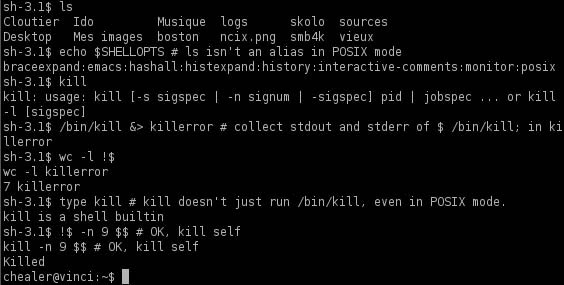 sh-3.1$ ls
Cloutier  Ido         Musique  logs      skolo  sources
Desktop   Mes images  boston   ncix.png  smb4k  vieux
sh-3.1$ echo $SHELLOPTS # ls isn't an alias in POSIX mode
braceexpand:emacs:hashall:histexpand:history:interactive-comments:monitor:posix
sh-3.1$ kill
kill: usage: kill [-s sigspec | -n signum | -sigspec] pid | jobspec ... or kill
-l [sigspec]
sh-3.1$ /bin/kill &> killerror # collect stdout and stderr of $ /bin/kill; in ki
llerror
sh-3.1$ wc -l !$
wc -l killerror
7 killerror
sh-3.1$ type kill # kill doesn't just run /bin/kill, even in POSIX mode.
kill is a shell builtin
sh-3.1$ !$ -n 9 $$ # OK, kill self
kill -n 9 $$ # OK, kill self
Killed
chealer@vinci:~$